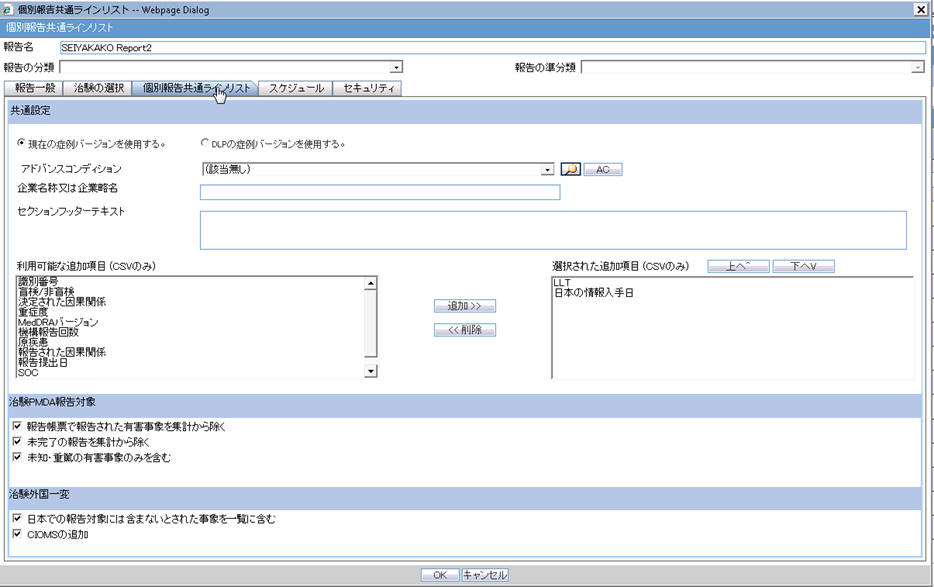 個別報告共通ラインリスト -- Webpage Dialog
個別報告共通ラインリスト
報告名 SEIYAKAKO Report2
報告の分類 報告の準分類
報告一般 治験の選択 個別報告共通ラインリスト スケジュール セキュリティ
共通設定
現在の症例バージョンを使用する。 DLPの症例バージョンを使用する。
アドバンスコンディション (該当無し) AC
企業名称又は企業略名
セクションフッターテキスト
利用可能な追加項目 (CSVのみ) 選択された追加項目 (CSVのみ) 上へ^ 下へV
識別番号
盲検/非盲検
決定された因果関係
重症度
MedDRAバージョン
機構報告回数
原疾患
報告された因果関係
報告提出日
SOC
追加 >>
<< 削除
LLT
日本の情報入手日
治験PMDA報告対象
報告帳票で報告された有害事象を集計から除く
未完了の報告を集計から除く
未知・重篤の有害事象のみを含む
治験外国一変
日本での報告対象には含まないとされた事象を一覧に含む
CIOMSの追加
OK キャンセル